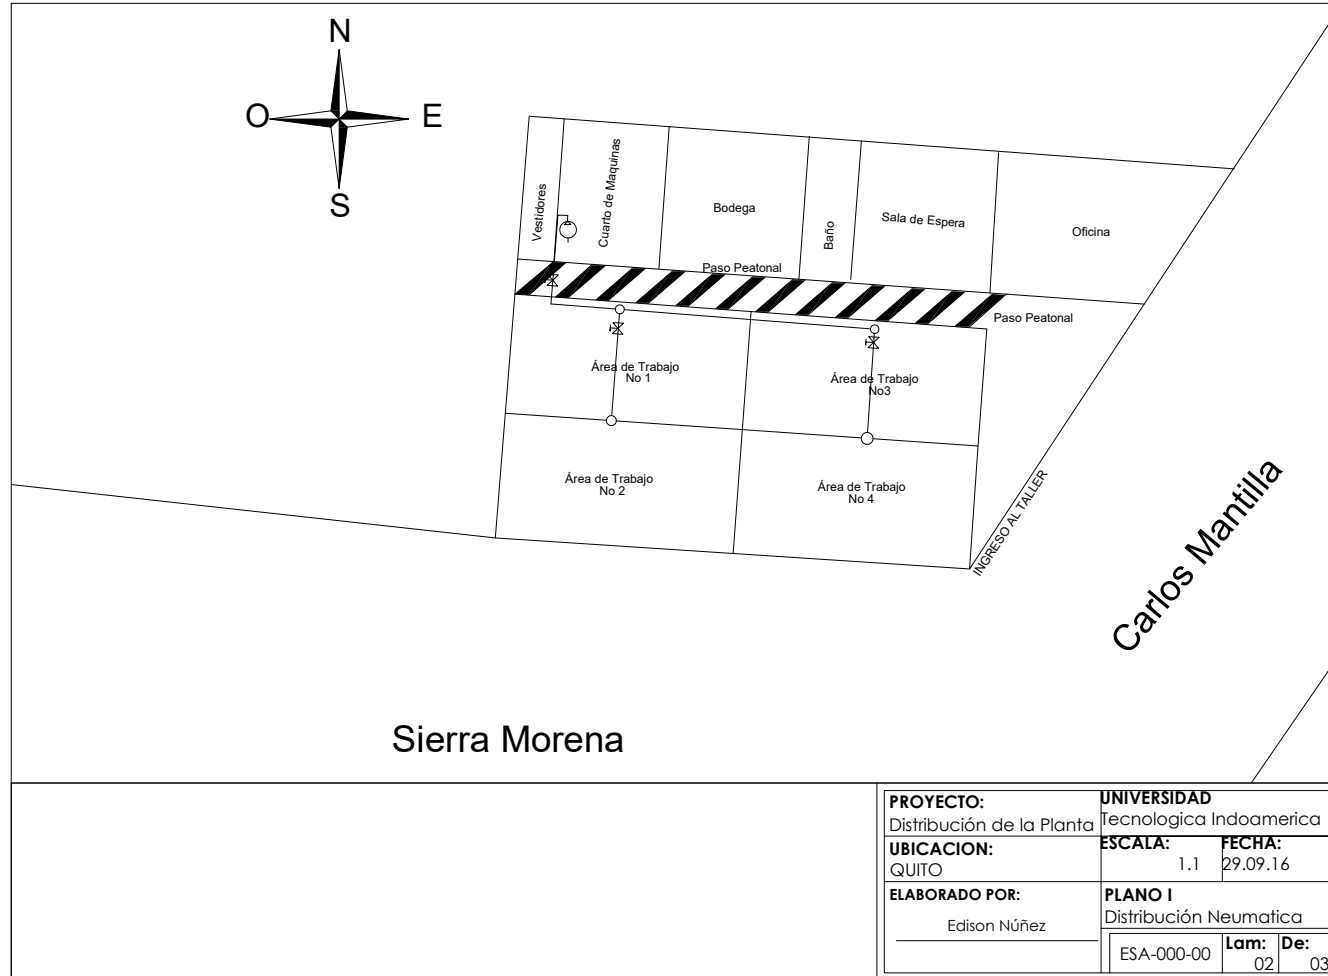 N
O
E
S
Vestidores
Cuarto de Maquinas
Bodega
Baño
Sala de Espera
Oficina
Paso Peatonal
Paso Peatonal
Área de Trabajo
No 1
Área de Trabajo
No3
Área de Trabajo
No 2
Área de Trabajo
No 4
INGRESO AL TALLER
Carlos Mantilla
Sierra Morena
PROYECTO:
Distribución de la Planta
UNIVERSIDAD
Tecnologica Indoamerica
UBICACION:
QUITO
ESCALA:
1.1
FECHA:
29.09.16
ELABORADO POR:
Edison Núñez
PLANO I
Distribución Neumatica
ESA-000-00
Lam:
02
De:
03